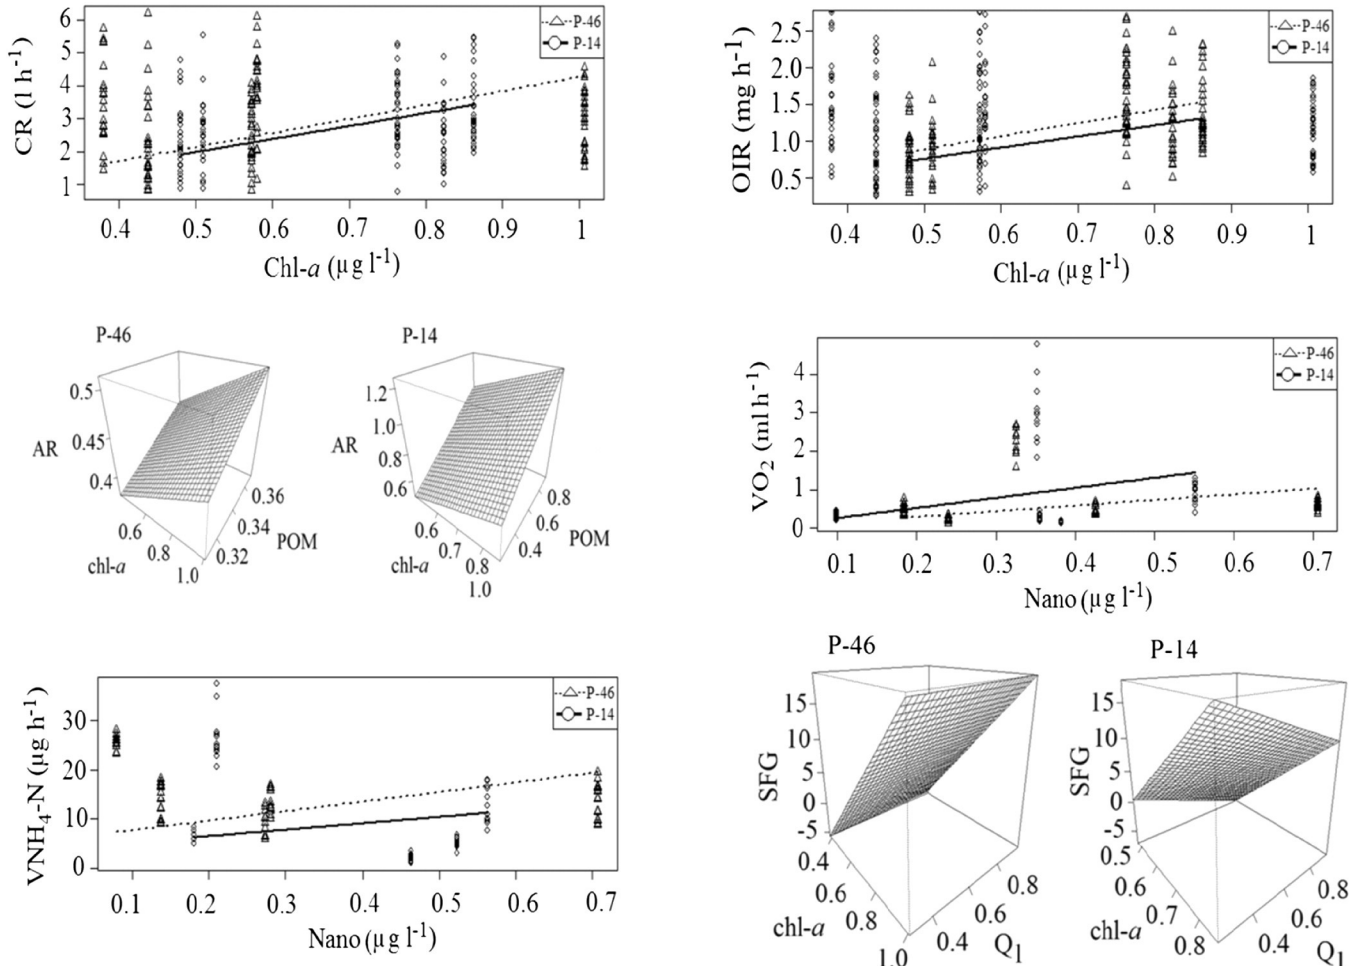 CR (l h⁻¹)
6
5
4
3
2
1
P-46
P-14
0.4 0.5 0.6 0.7 0.8 0.9 1
Chl-a (µg l⁻¹)
OIR (mg h⁻¹)
2.5
2.0
1.5
1.0
0.5
P-46
P-14
0.4 0.5 0.6 0.7 0.8 0.9 1
Chl-a (µg l⁻¹)
P-46
AR
0.5
0.45
0.4
0.6
0.8
1.0
chl-a
0.32
0.34
0.36
POM
P-14
AR
1.2
1.0
0.8
0.6
0.6
0.7
0.8
1.0
chl-a
0.4
0.6
0.8
POM
VO₂ (ml h⁻¹)
4
3
2
1
0
P-46
P-14
0.1 0.2 0.3 0.4 0.5 0.6 0.7
Nano (µg l⁻¹)
VNH₄-N (µg h⁻¹)
30
20
10
0
P-46
P-14
0.1 0.2 0.3 0.4 0.5 0.6 0.7
Nano (µg l⁻¹)
P-46
SFG
15
10
5
0
-5
0.4
0.6
0.8
1.0
chl-a
0.4
0.6
0.8
Q₁
P-14
SFG
15
10
5
0
-5
0.5
0.6
0.7
0.8
chl-a
0.4
0.6
0.8
Q₁